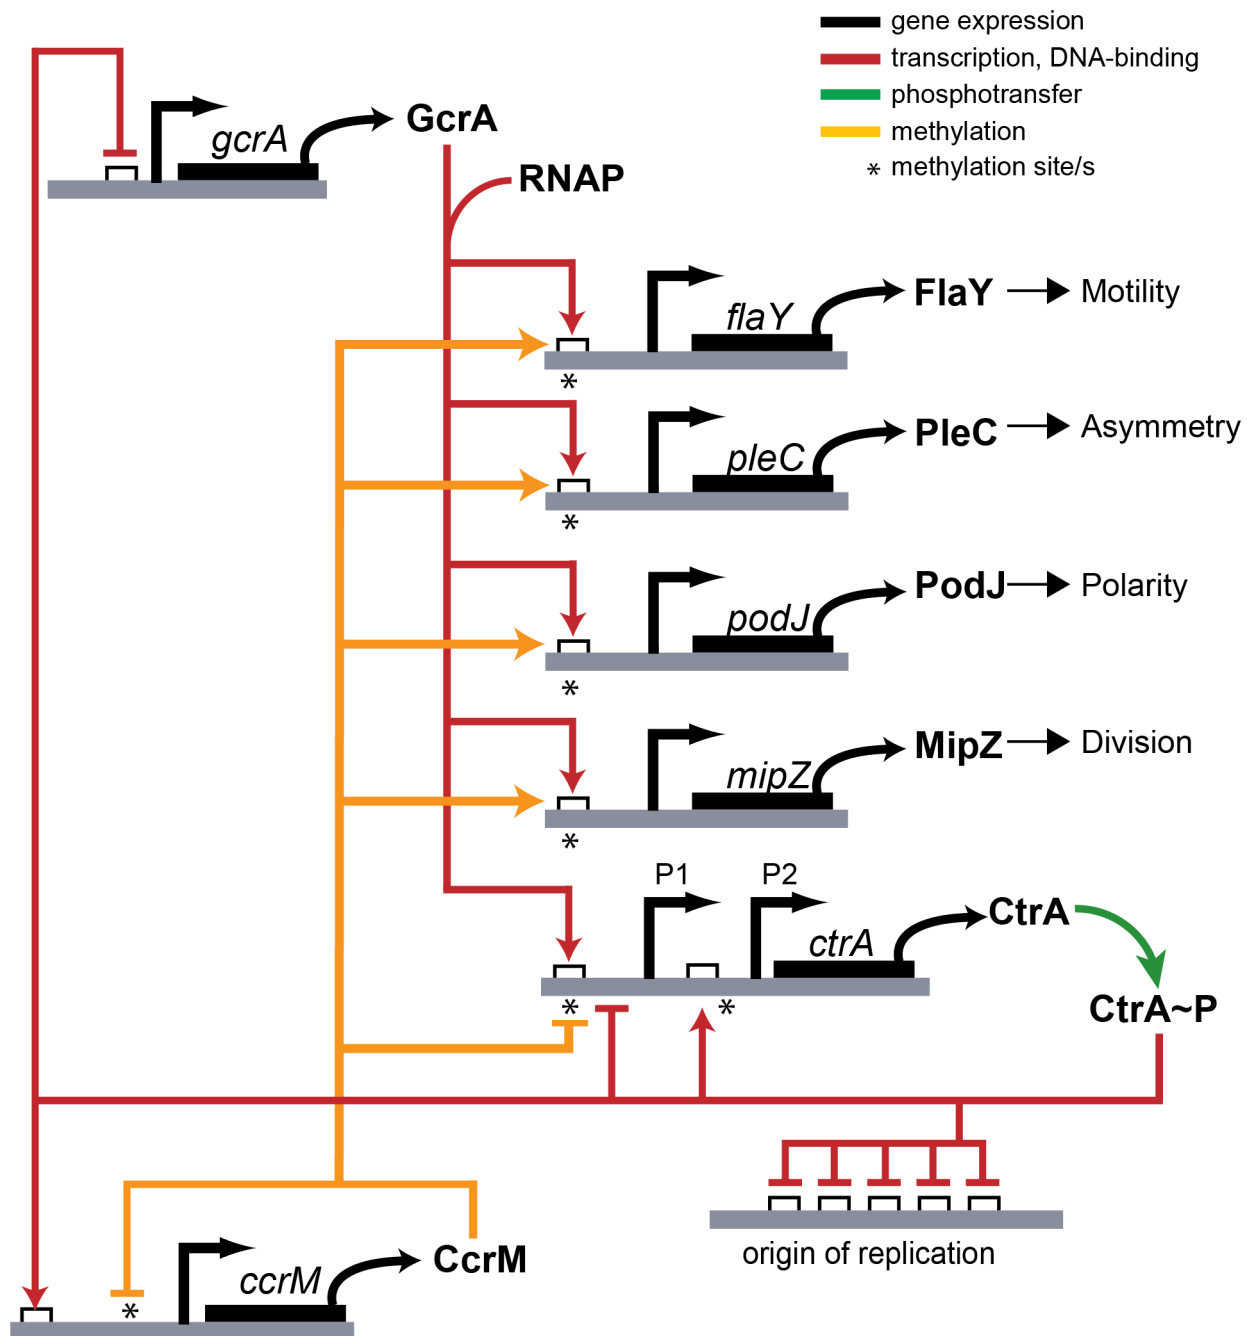 gene expression
transcription, DNA-binding
phosphotransfer
methylation
* methylation site/s
gcrA
GcrA
RNAP
flaY
FlaY
Motility
*
pleC
PleC
Asymmetry
*
podJ
PodJ
Polarity
*
mipZ
MipZ
Division
*
P1
P2
ctrA
CtrA
* *
CtrA~P
origin of replication
ccrM
CcrM
*